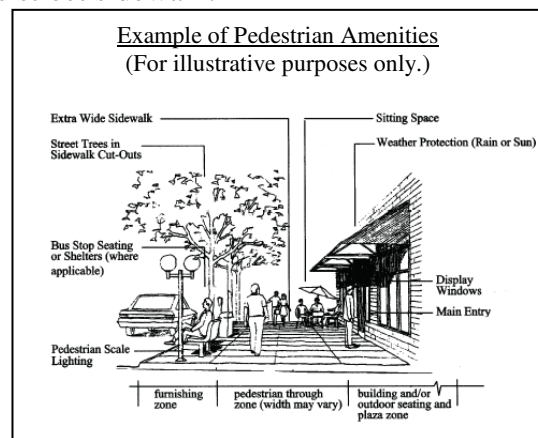 Example of Pedestrian Amenities
(For illustrative purposes only.)
Extra Wide Sidewalk
Sitting Space
Street Trees in
Sidewalk Cut-Outs
Weather Protection (Rain or Sun)
Bus Stop Seating
or Shelters (where
applicable)
Display
Windows
Main Entry
Pedestrian Scale
Lighting
furnishing
zone
pedestrian through
zone (width may vary)
building and/or
outdoor seating and
plaza zone